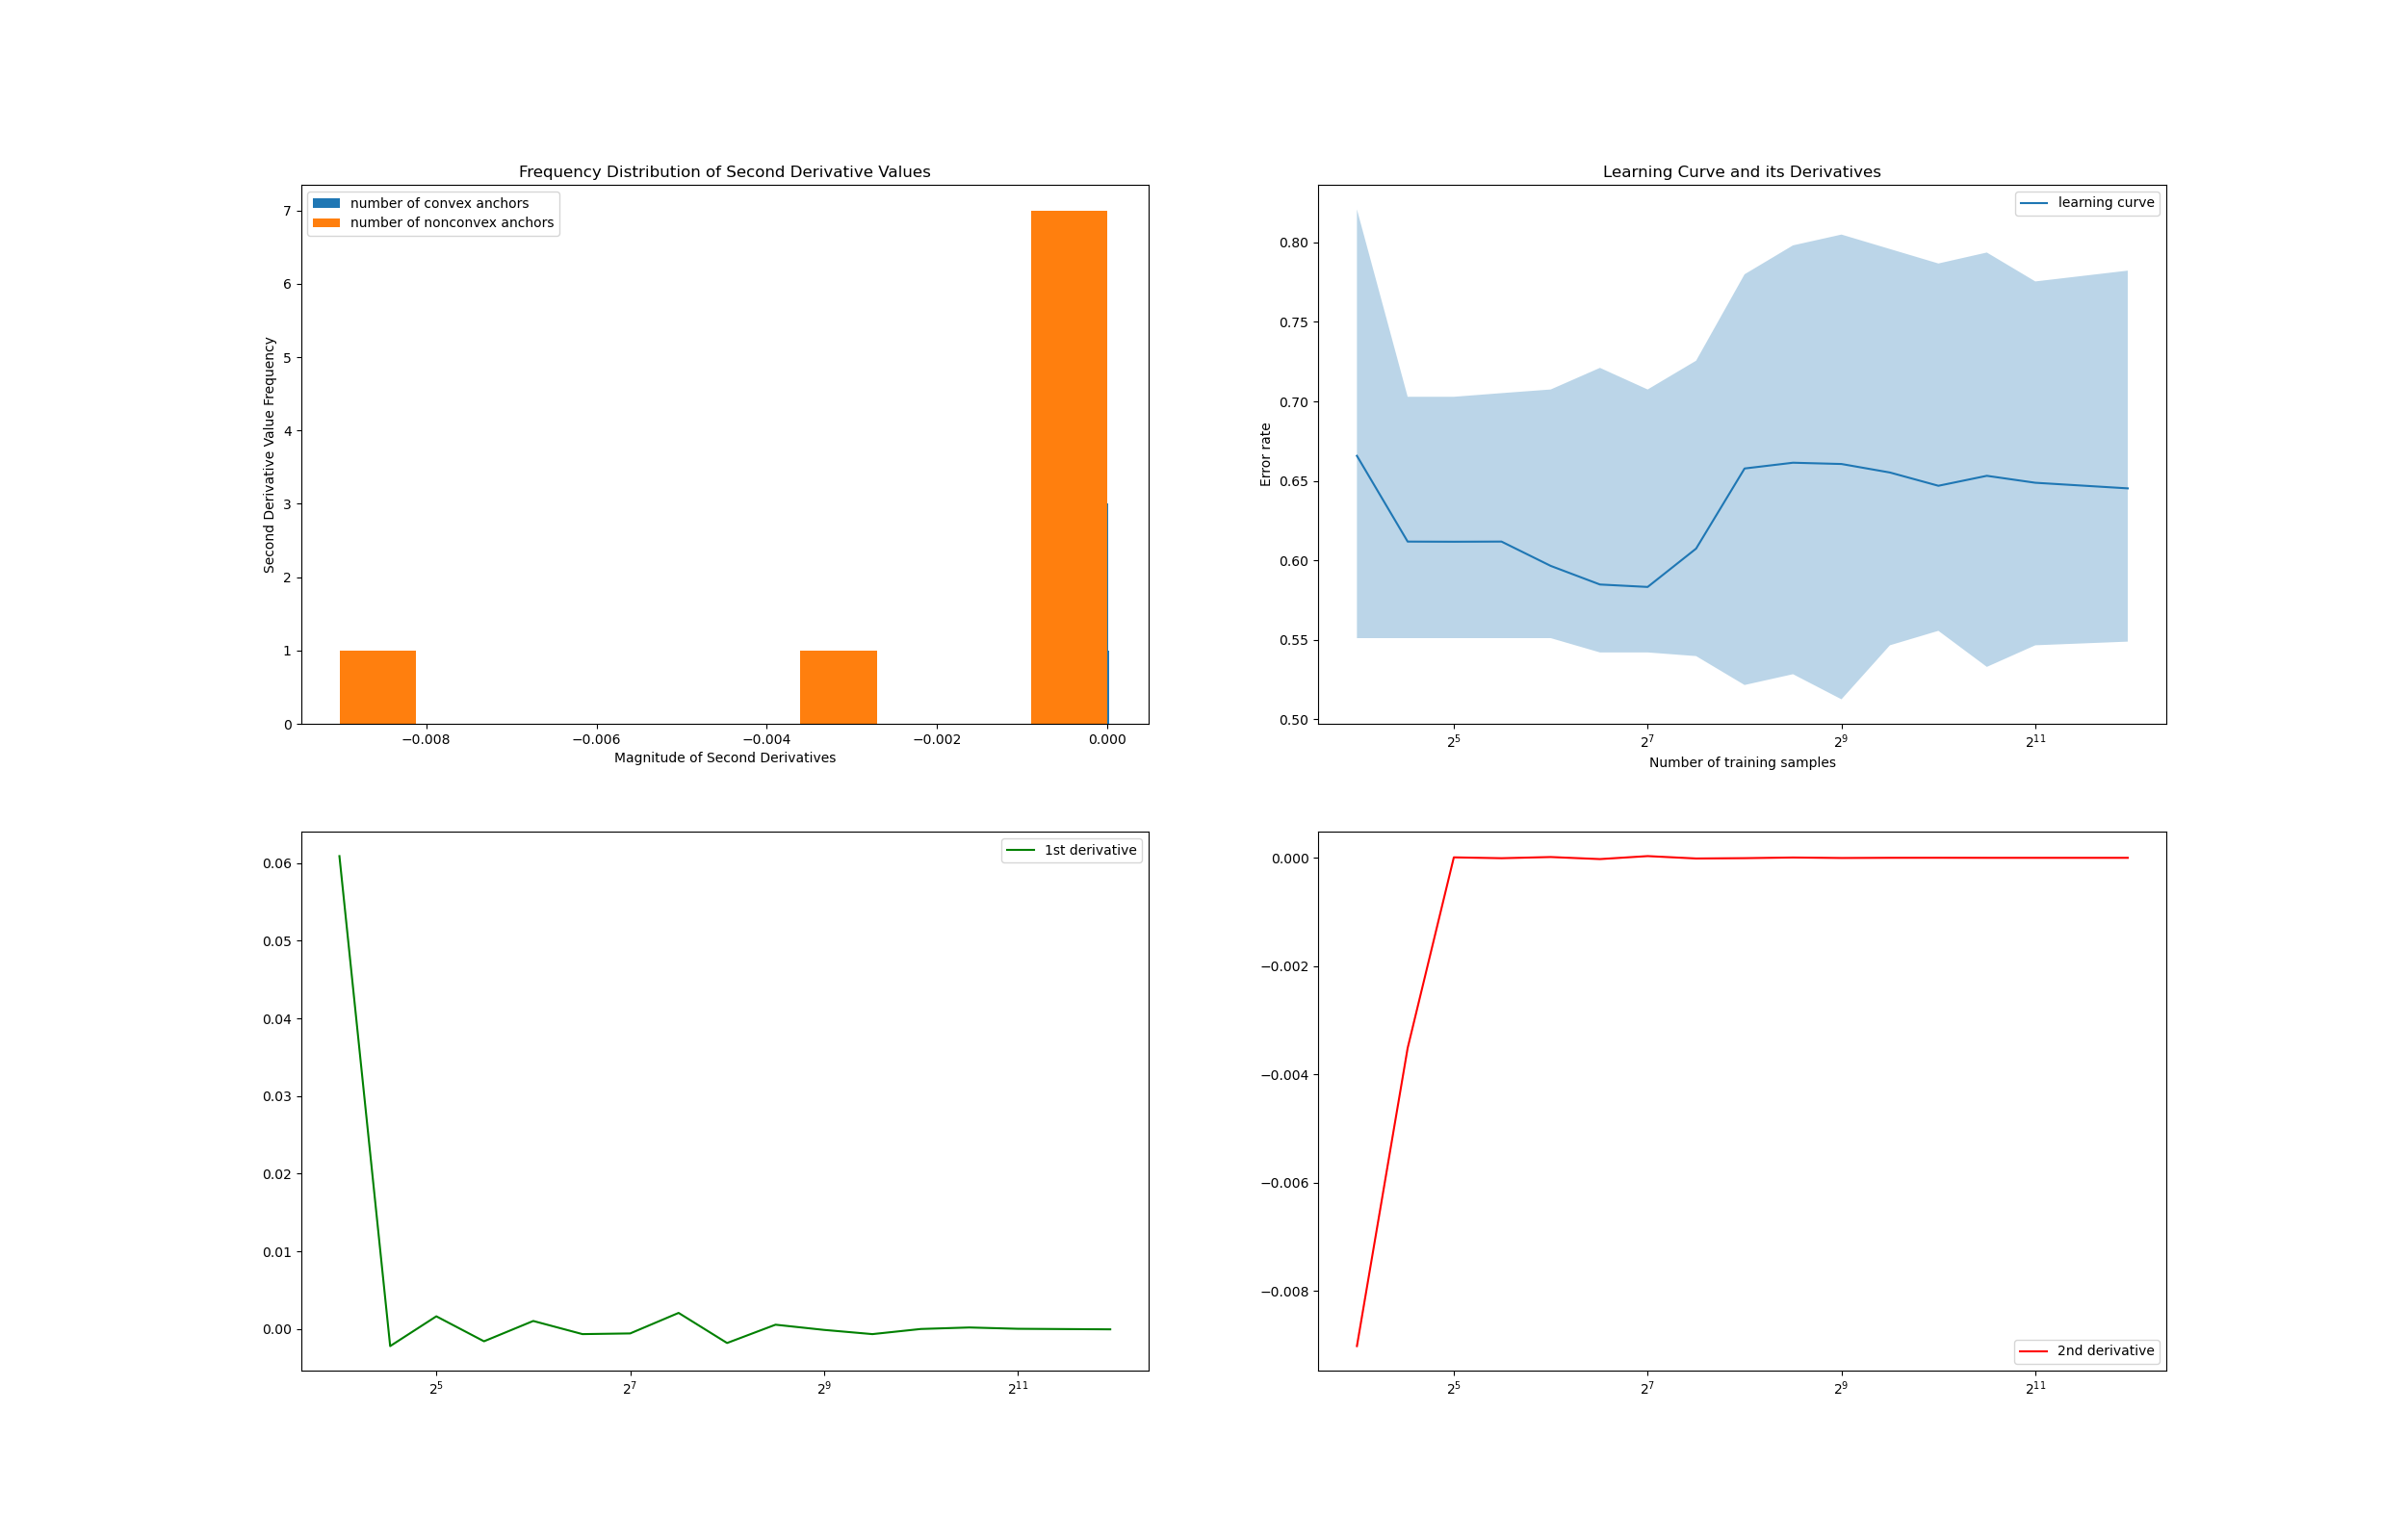 Frequency Distribution of Second Derivative Values
number of convex anchors
number of nonconvex anchors
7
6
5
4
3
2
1
0
Second Derivative Value Frequency
−0.008 −0.006 −0.004 −0.002 0.000
Magnitude of Second Derivatives
Learning Curve and its Derivatives
learning curve
0.80
0.75
0.70
0.65
0.60
0.55
0.50
Error rate
2^5 2^7 2^9 2^11
Number of training samples
1st derivative
0.06
0.05
0.04
0.03
0.02
0.01
0.00
2^5 2^7 2^9 2^11
0.000
−0.002
−0.004
−0.006
−0.008
2nd derivative
2^5 2^7 2^9 2^11